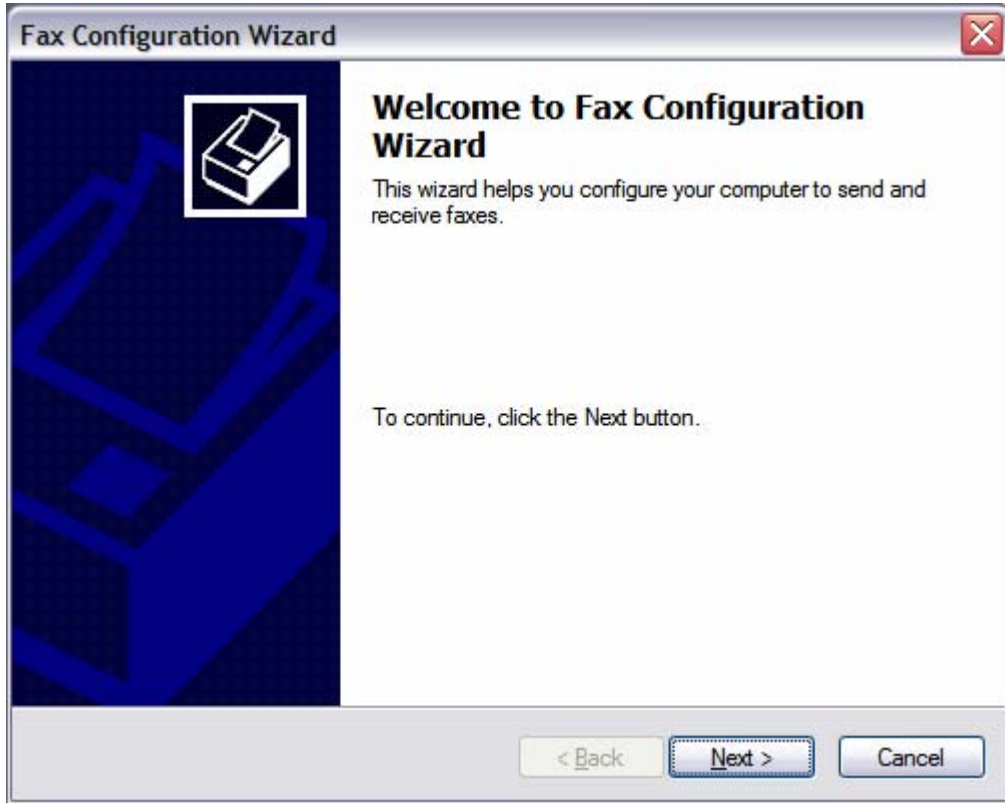 Fax Configuration Wizard
Welcome to Fax Configuration
Wizard
This wizard helps you configure your computer to send and
receive faxes.
To continue, click the Next button.
< Back Next > Cancel